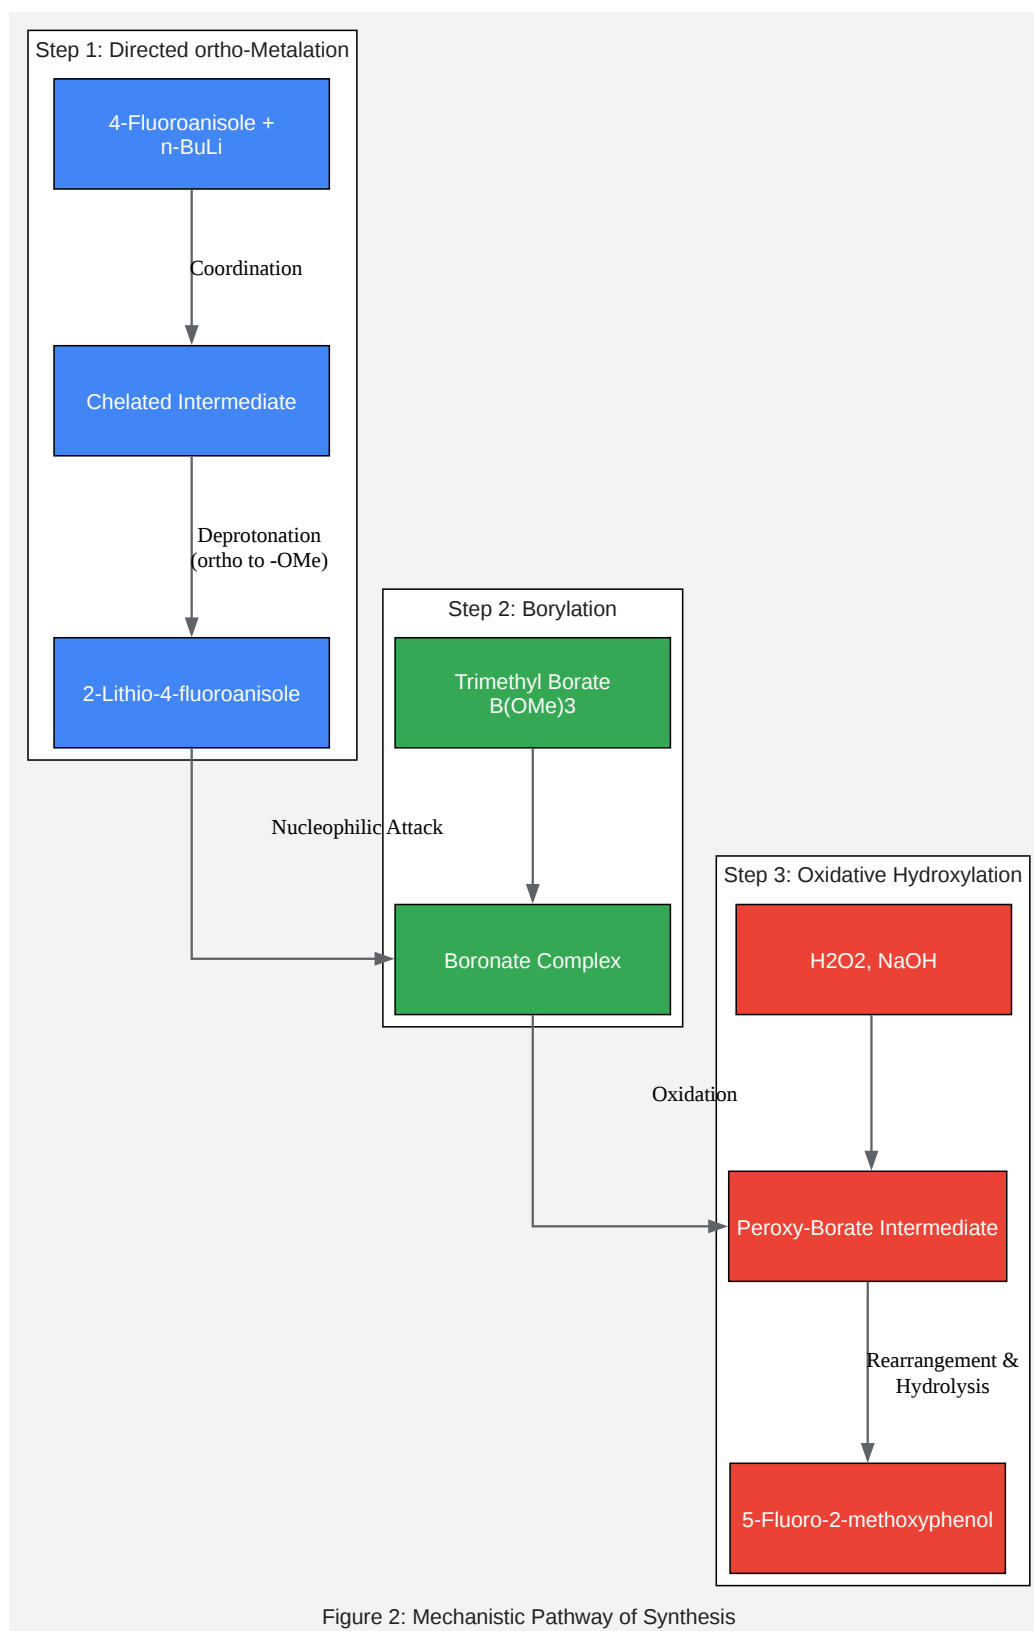 Step 1: Directed ortho-Metalation
4-Fluoroanisole +
n-BuLi
Coordination
Chelated Intermediate
Deprotonation
(ortho to -OMe)
2-Lithio-4-fluoroanisole
Step 2: Borylation
Trimethyl Borate
B(OMe)3
Nucleophilic Attack
Boronate Complex
Step 3: Oxidative Hydroxylation
H2O2, NaOH
Oxidation
Peroxy-Borate Intermediate
Rearrangement &
Hydrolysis
5-Fluoro-2-methoxyphenol
Figure 2: Mechanistic Pathway of Synthesis